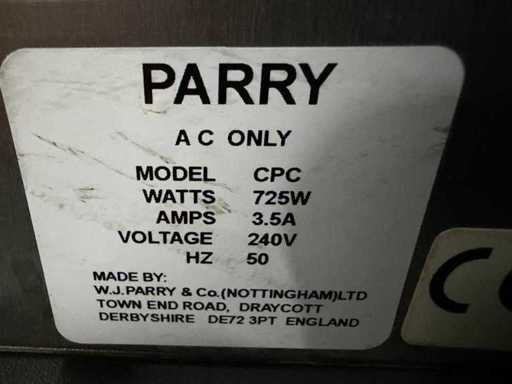 PARRY
A C ONLY
MODEL CPC
WATTS 725W
AMPS 3.5A
VOLTAGE 240V
HZ 50
MADE BY:
W.J.PARRY & Co.(NOTTINGHAM)LTD
TOWN END ROAD, DRAYCOTT
DERBYSHIRE DE72 3PT ENGLAND